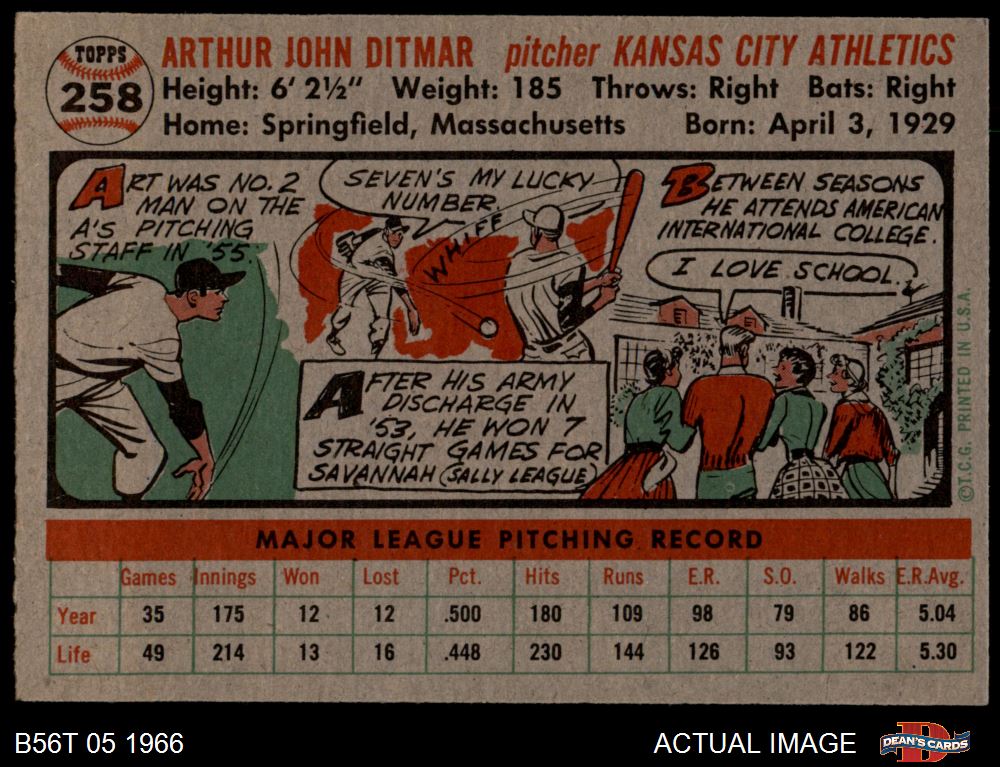 TOPPS
258
ARTHUR JOHN DITMAR pitcher KANSAS CITY ATHLETICS
Height: 6' 2½" Weight: 185 Throws: Right Bats: Right
Home: Springfield, Massachusetts Born: April 3, 1929
ART WAS NO. 2
MAN ON THE
A'S PITCHING
STAFF IN '55.
SEVEN'S MY LUCKY
NUMBER.
WHIFF
AFTER HIS ARMY
DISCHARGE IN
'53, HE WON 7
STRAIGHT GAMES FOR
SAVANNAH (SALLY LEAGUE)
BETWEEN SEASONS
HE ATTENDS AMERICAN
INTERNATIONAL COLLEGE.
I LOVE SCHOOL.
©T.C.G. PRINTED IN U.S.A.
MAJOR LEAGUE PITCHING RECORD
Games Innings Won Lost Pct. Hits Runs E.R. S.O. Walks E.R.Avg.
Year 35 175 12 12 .500 180 109 98 79 86 5.04
Life 49 214 13 16 .448 230 144 126 93 122 5.30
B56T 05 1966
ACTUAL IMAGE
D
DEAN'S CARDS